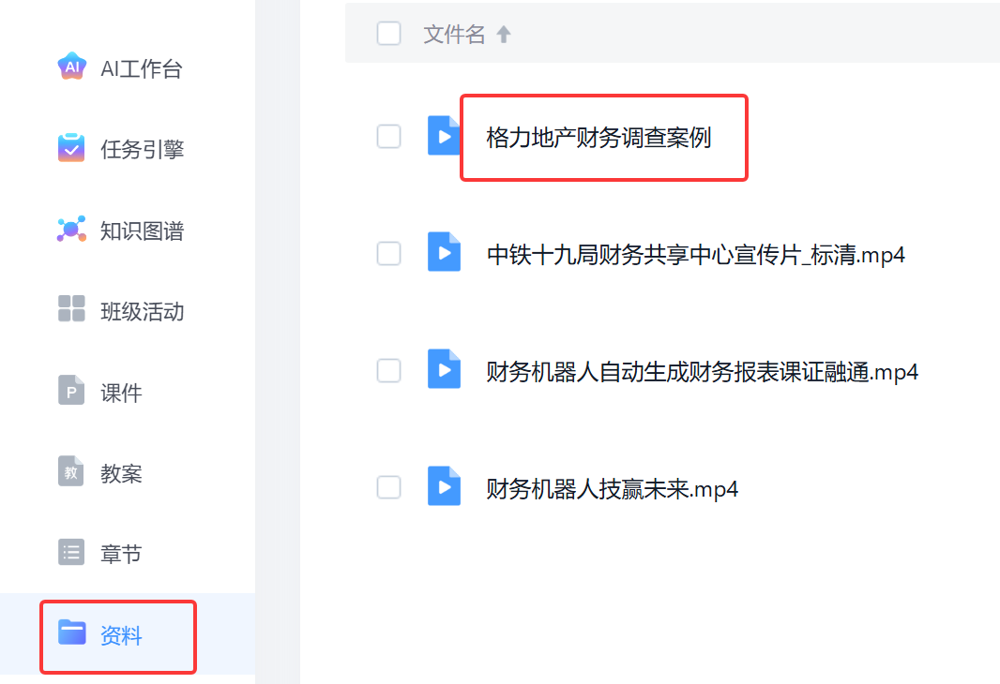 AI
AI工作台
任务引擎
知识图谱
班级活动
P
课件
教
教案
章节
资料
文件名
格力地产财务调查案例
中铁十九局财务共享中心宣传片_标清.mp4
财务机器人自动生成财务报表课证融通.mp4
财务机器人技赢未来.mp4